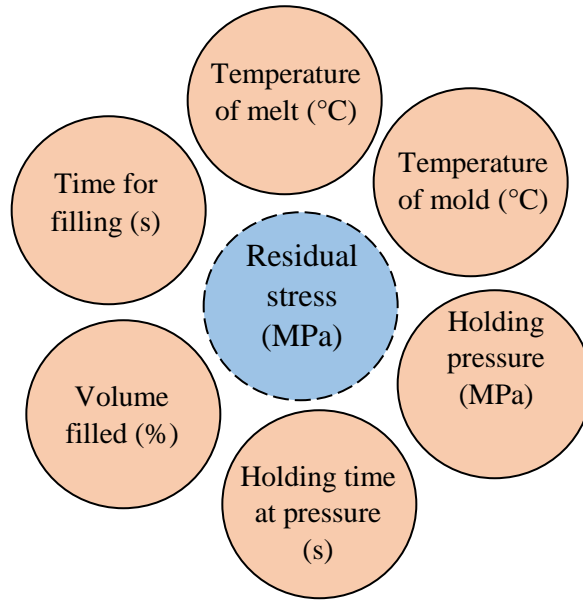 Temperature
of melt (°C)
Temperature
of mold (°C)
Time for
filling (s)
Residual
stress
(MPa)
Holding
pressure
(MPa)
Volume
filled (%)
Holding time
at pressure
(s)